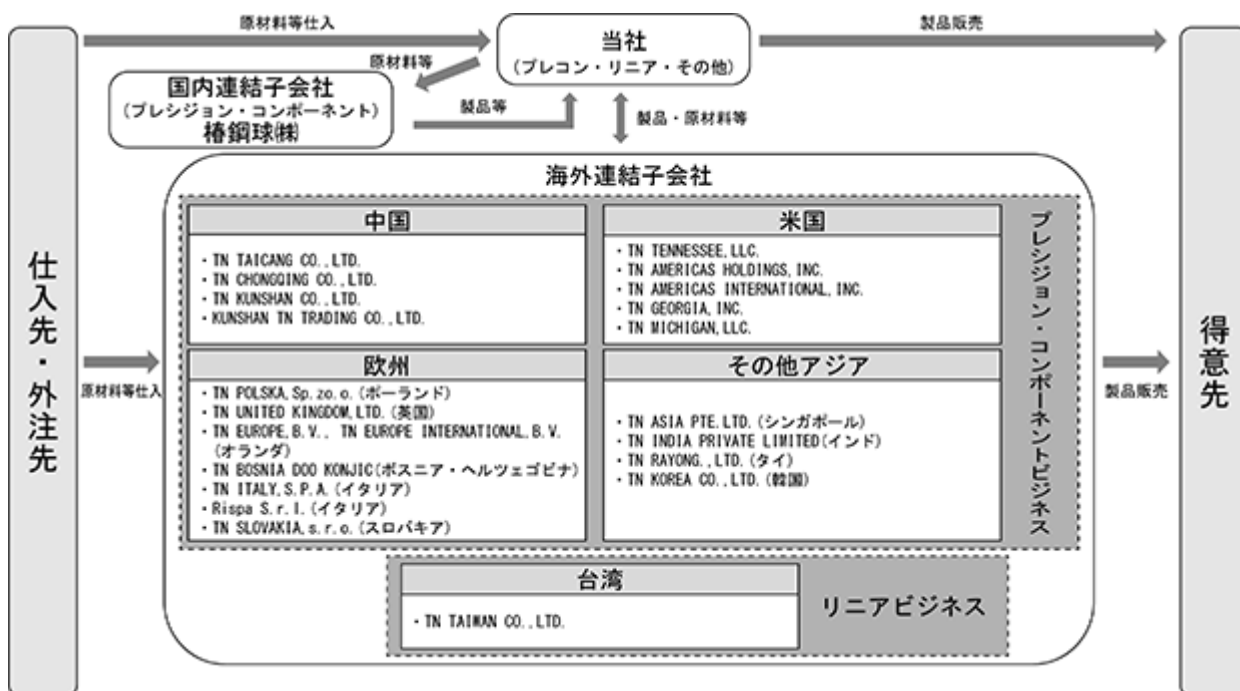 原材料等仕入
当社
(プレコン・リニア・その他)
製品販売
原材料等
国内連結子会社
(プレシジョン・コンポーネント)
椿鋼球㈱
製品等
製品・原材料等
仕入先・外注先
原材料等仕入
海外連結子会社
中国
・TN TAICANG CO.,LTD.
・TN CHONGQING CO.,LTD.
・TN KUNSHAN CO.,LTD.
・KUNSHAN TN TRADING CO.,LTD.
米国
・TN TENNESSEE,LLC.
・TN AMERICAS HOLDINGS,INC.
・TN AMERICAS INTERNATIONAL,INC.
・TN GEORGIA,INC.
・TN MICHIGAN,LLC.
欧州
・TN POLSKA,Sp.zo.o.(ポーランド)
・TN UNITED KINGDOM,LTD.(英国)
・TN EUROPE,B.V.、TN EUROPE INTERNATIONAL,B.V.
(オランダ)
・TN BOSNIA DOO KONJIC(ボスニア・ヘルツェゴビナ)
・TN ITALY,S.P.A.(イタリア)
・Rispa S.r.l.(イタリア)
・TN SLOVAKIA,s.r.o.(スロバキア)
その他アジア
・TN ASIA PTE.LTD.(シンガポール)
・TN INDIA PRIVATE LIMITED(インド)
・TN RAYONG.,LTD.(タイ)
・TN KOREA CO.,LTD.(韓国)
プレシジョン・コンポーネントビジネス
台湾
・TN TAIWAN CO.,LTD.
リニアビジネス
製品販売
得意先